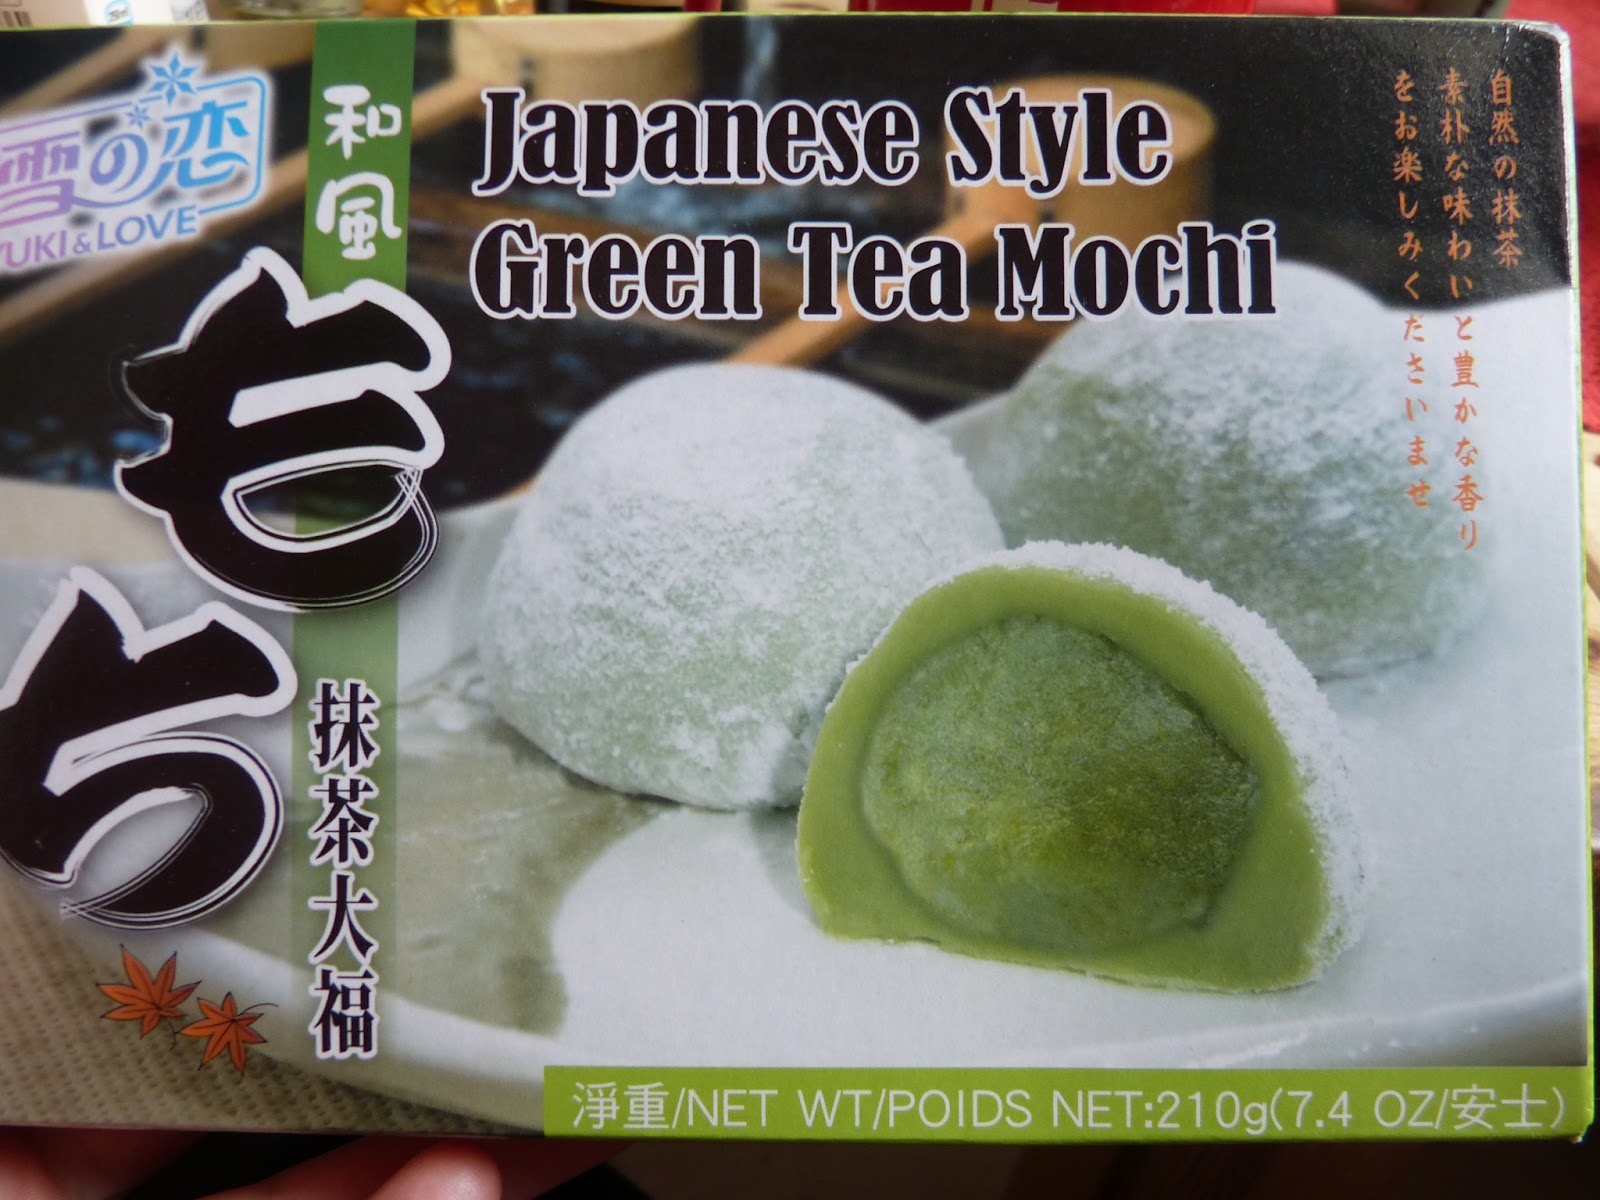 雪の恋
YUKI&LOVE
和風
もち
抹茶大福
Japanese Style
Green Tea Mochi
自然の抹茶
素朴な味わいと豊かな香り
をお楽しみくださいませ
淨重/NET WT/POIDS NET:210g(7.4 OZ/安士)